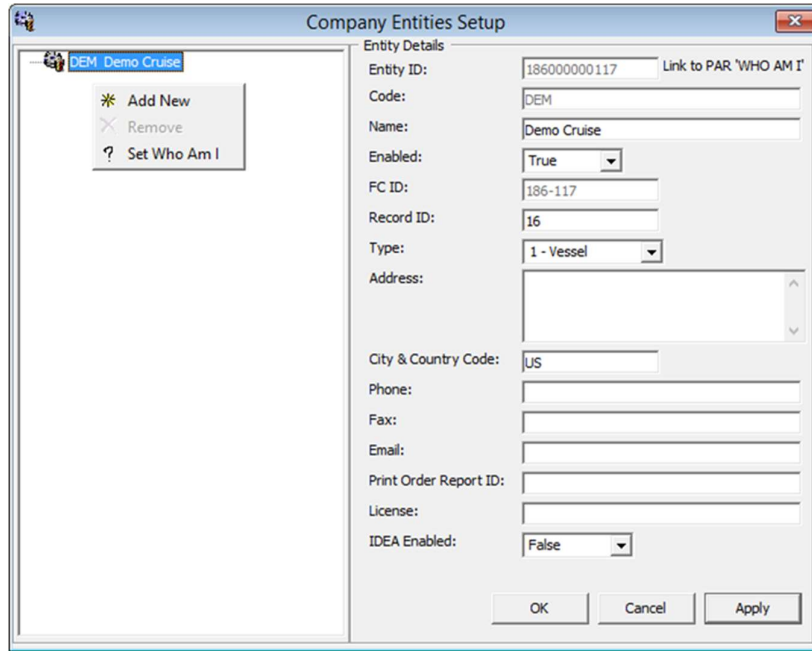 Company Entities Setup
DEM Demo Cruise
Add New
Remove
Set Who Am I
Entity Details
Entity ID: 186000000117 Link to PAR 'WHO AM I'
Code: DEM
Name: Demo Cruise
Enabled: True
FC ID: 186-117
Record ID: 16
Type: 1 - Vessel
Address:
City & Country Code: US
Phone:
Fax:
Email:
Print Order Report ID:
License:
IDEA Enabled: False
OK Cancel Apply